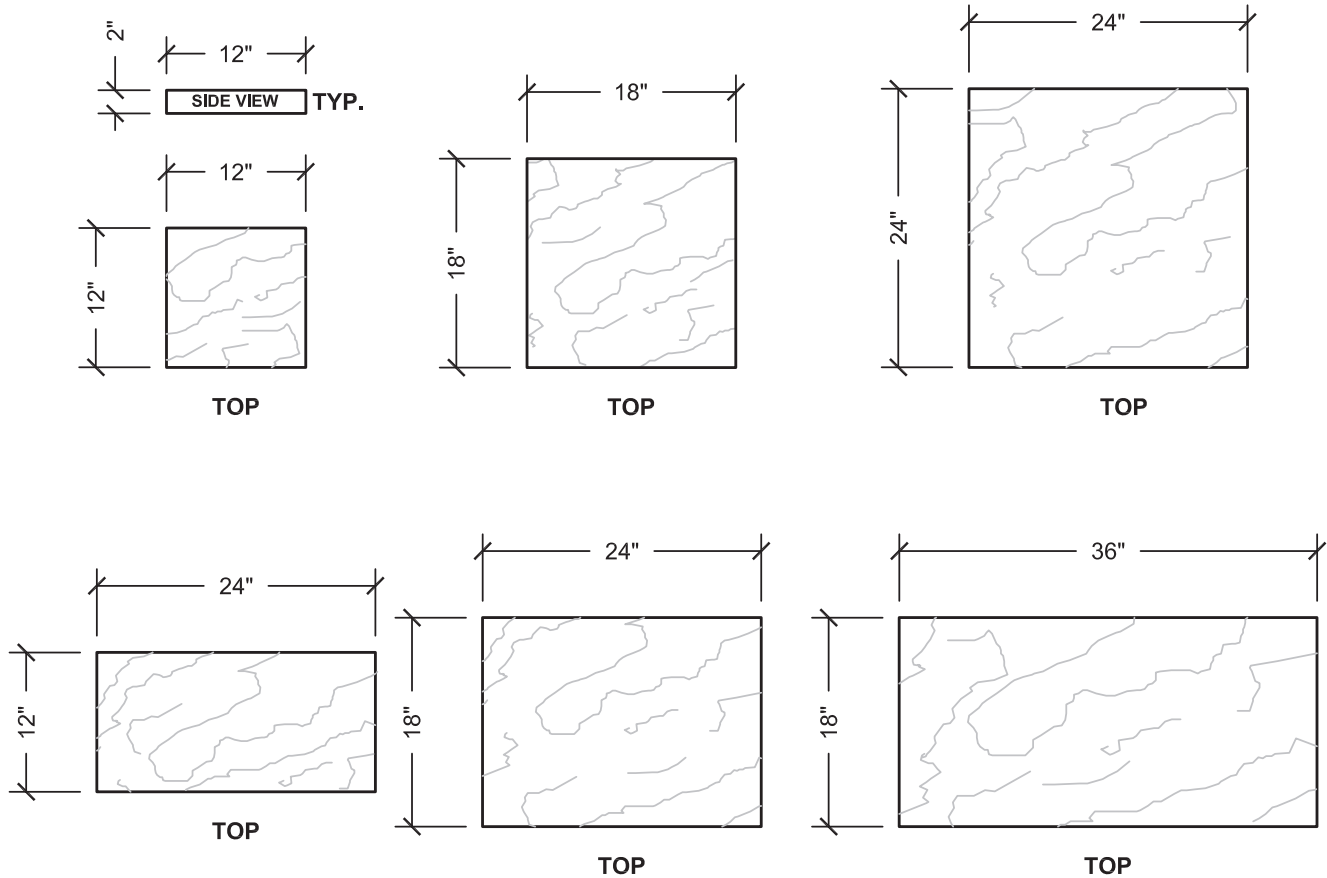 2"
12"
SIDE VIEW TYP.
12"
12"
TOP
18"
18"
TOP
24"
24"
TOP
24"
12"
TOP
24"
18"
TOP
36"
18"
TOP